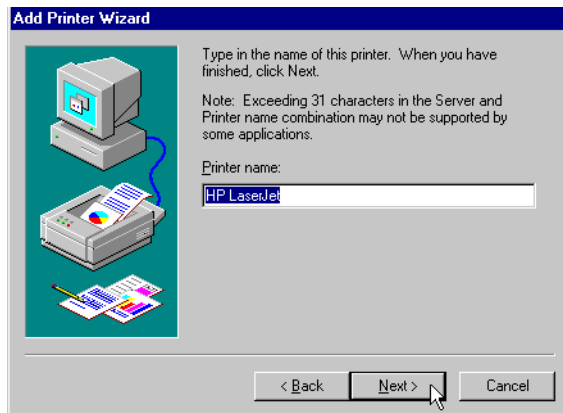 Add Printer Wizard
Type in the name of this printer.  When you have
finished, click Next.
Note:  Exceeding 31 characters in the Server and
Printer name combination may not be supported by
some applications.
Printer name:
HP LaserJet
< Back
Next >
Cancel